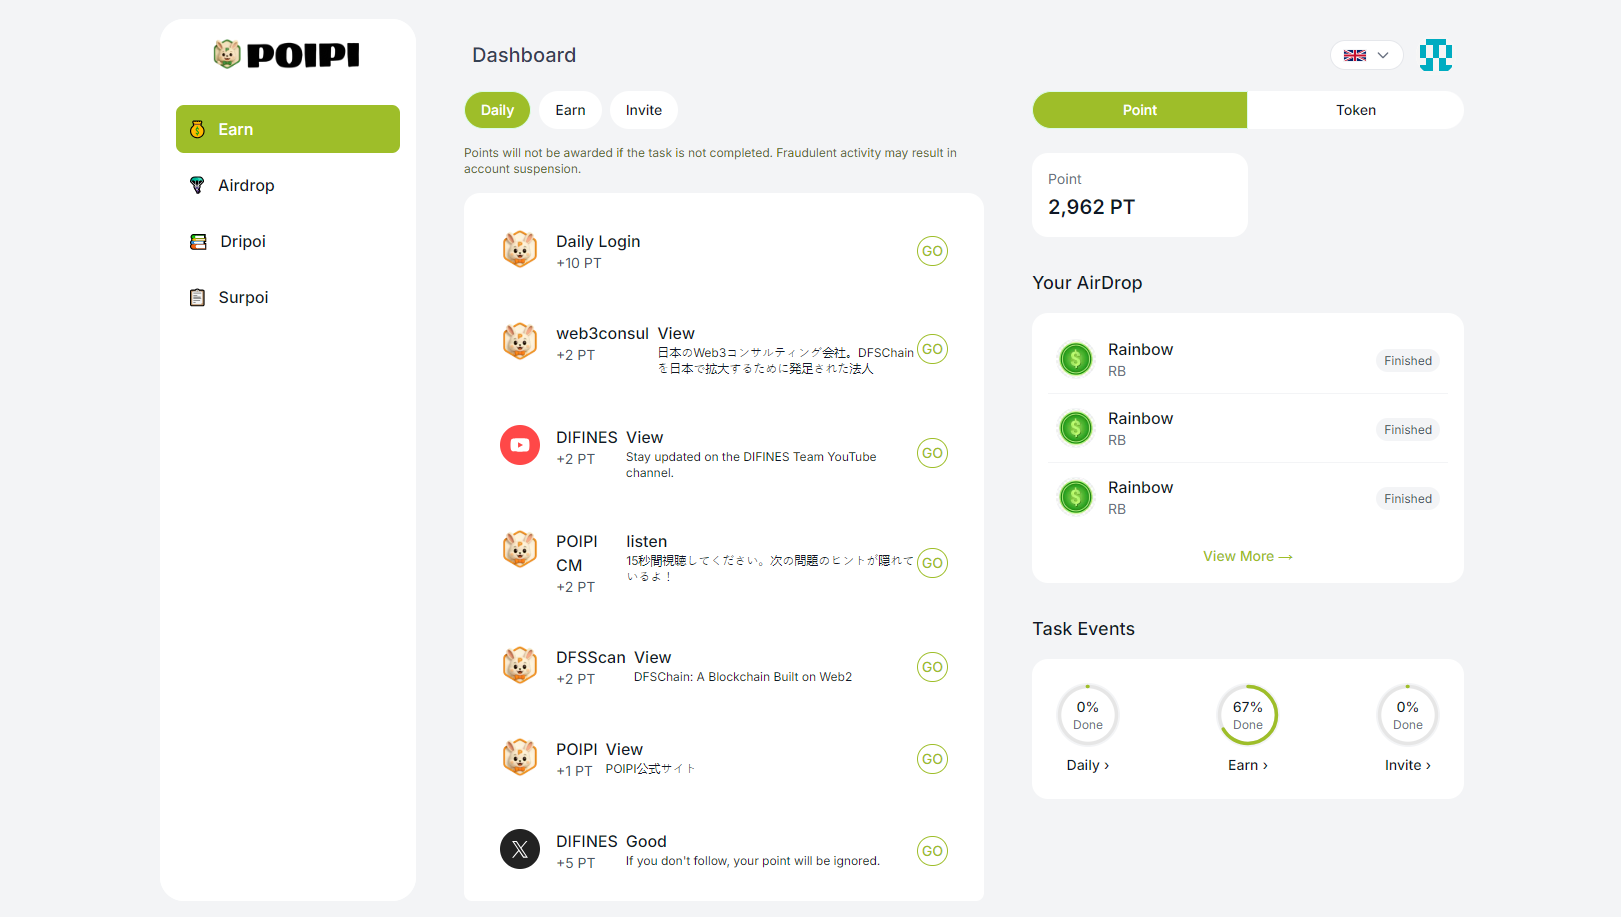 POIPI
Earn
Airdrop
Dripoi
Surpoi
Dashboard
Daily
Earn
Invite
Points will not be awarded if the task is not completed. Fraudulent activity may result in
account suspension.
Daily Login
+10 PT
GO
web3consul View
+2 PT
日本のWeb3コンサルティング会社。DFSChain
を日本で拡大するために発足された法人
GO
DIFINES View
+2 PT
Stay updated on the DIFINES Team YouTube
channel.
GO
POIPI
CM
+2 PT
listen
15秒間視聴してください。次の問題のヒントが隠れて
いるよ！
GO
DFSScan View
+2 PT
DFSChain: A Blockchain Built on Web2
GO
POIPI View
+1 PT
POIPI公式サイト
GO
DIFINES Good
+5 PT
If you don't follow, your point will be ignored.
GO
Point
Token
Point
2,962 PT
Your AirDrop
Rainbow
RB
Finished
Rainbow
RB
Finished
Rainbow
RB
Finished
View More →
Task Events
0%
Done
Daily ›
67%
Done
Earn ›
0%
Done
Invite ›